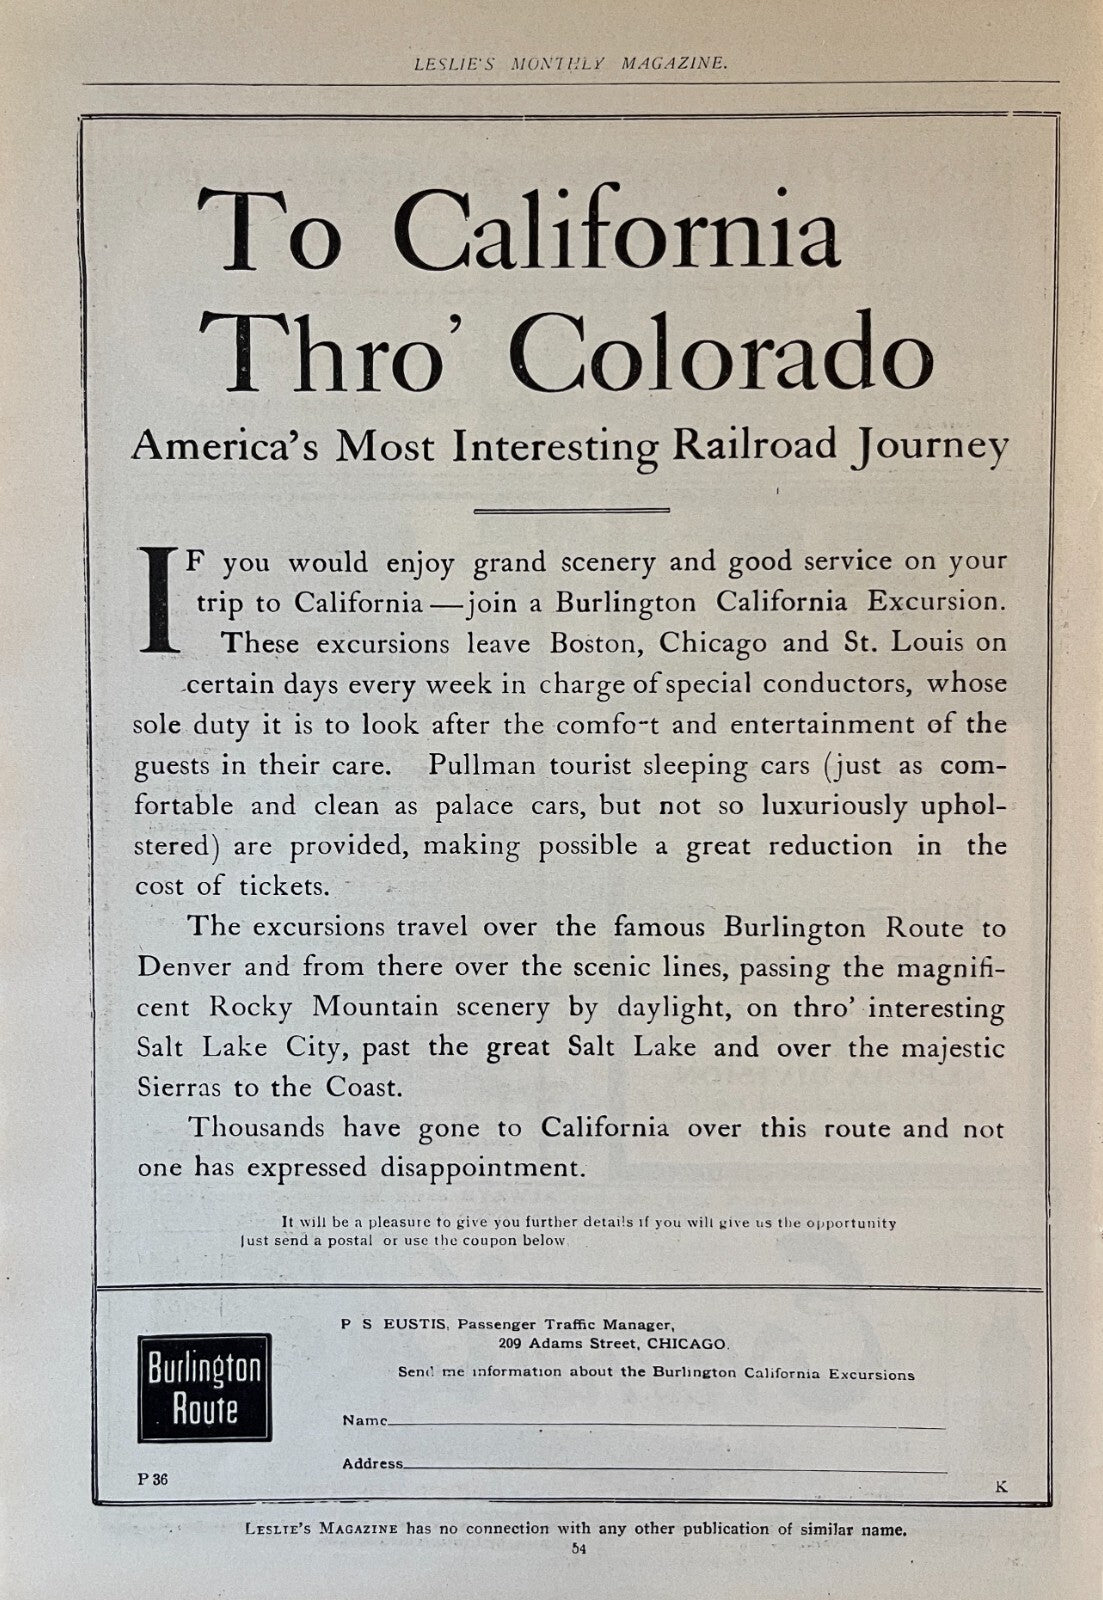 LESLIE'S MONTHLY MAGAZINE.
To California
Thro' Colorado
America's Most Interesting Railroad Journey
IF you would enjoy grand scenery and good service on your
trip to California—join a Burlington California Excursion.
These excursions leave Boston, Chicago and St. Louis on
certain days every week in charge of special conductors, whose
sole duty it is to look after the comfort and entertainment of the
guests in their care. Pullman tourist sleeping cars (just as com-
fortable and clean as palace cars, but not so luxuriously uphol-
stered) are provided, making possible a great reduction in the
cost of tickets.
The excursions travel over the famous Burlington Route to
Denver and from there over the scenic lines, passing the magnifi-
cent Rocky Mountain scenery by daylight, on thro' interesting
Salt Lake City, past the great Salt Lake and over the majestic
Sierras to the Coast.
Thousands have gone to California over this route and not
one has expressed disappointment.
It will be a pleasure to give you further details if you will give us the opportunity
Just send a postal or use the coupon below
P S EUSTIS, Passenger Traffic Manager,
209 Adams Street, CHICAGO.
Send me information about the Burlington California Excursions
Burlington
Route
Name
Address
P 36
K
LESLIE'S MAGAZINE has no connection with any other publication of similar name.
54